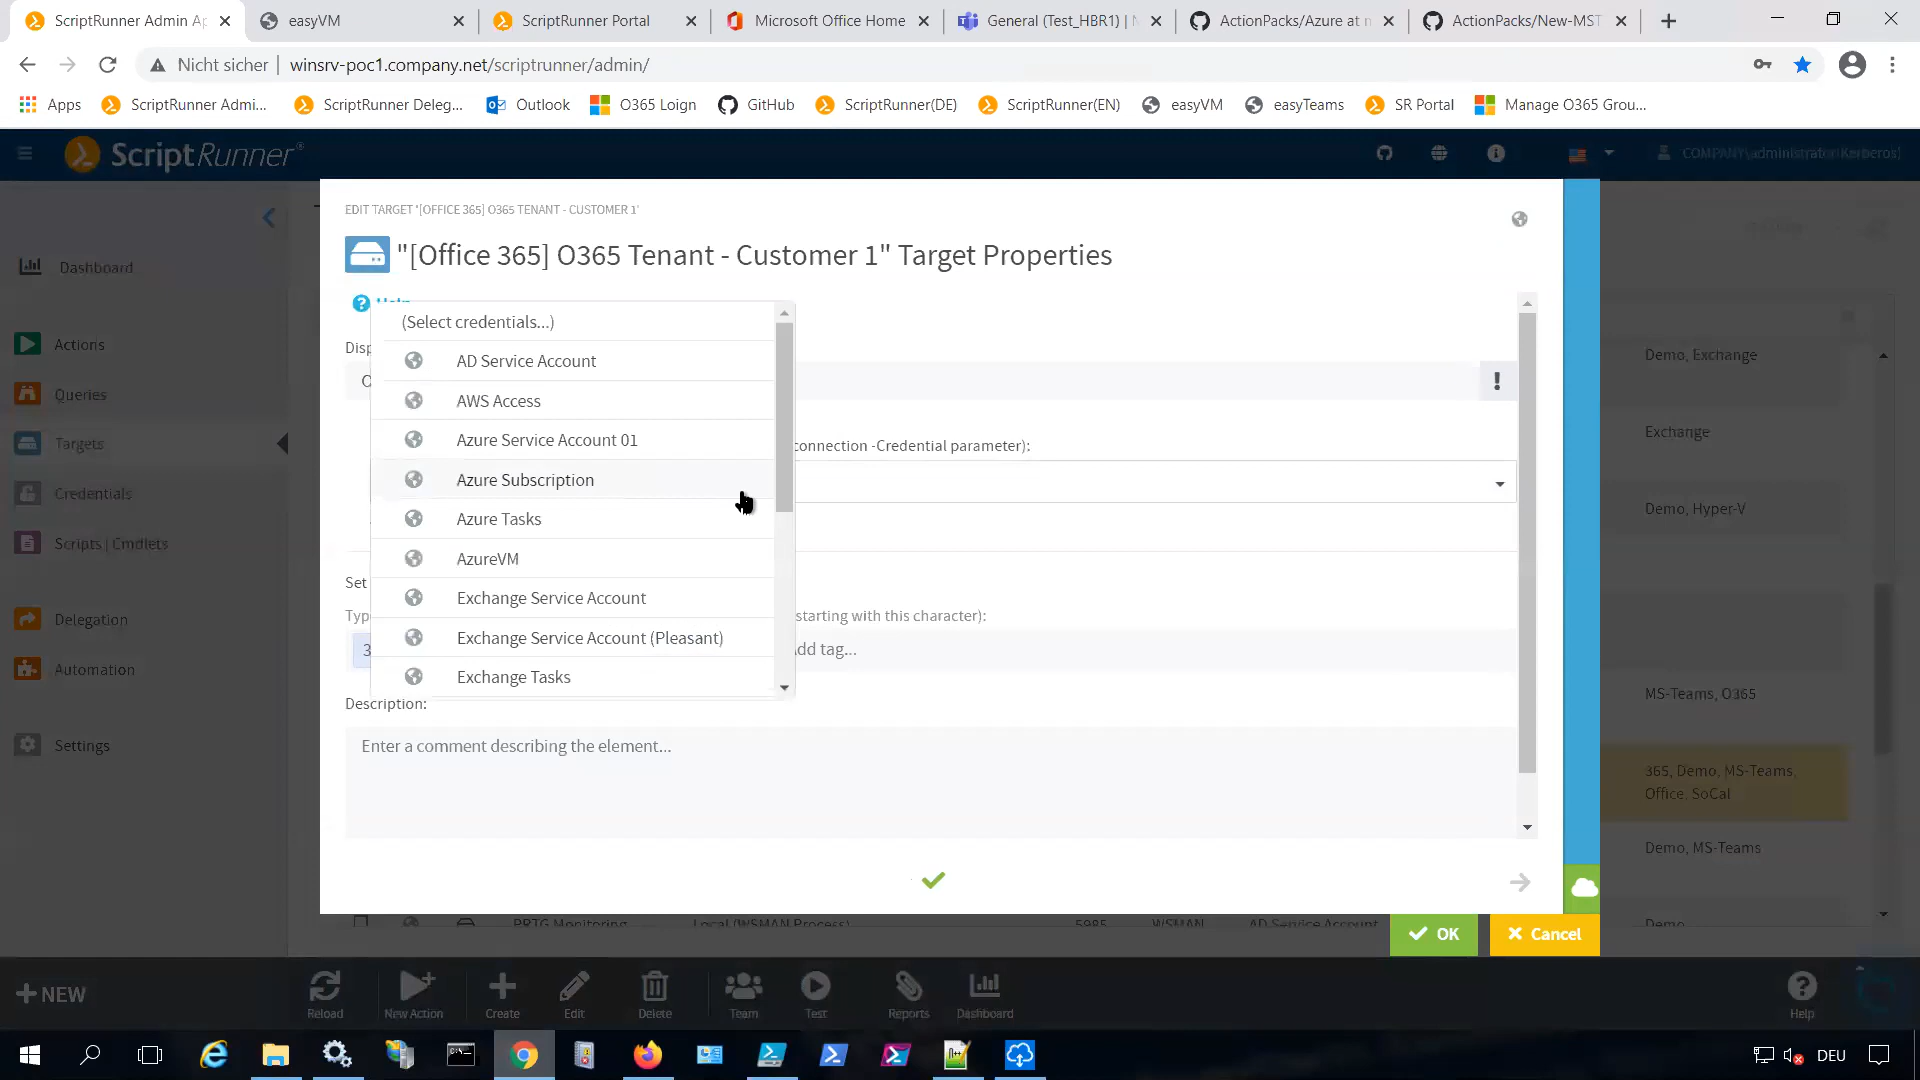 ScriptRunner Admin Ap
easyVM
ScriptRunner Portal
Microsoft Office Home
General (Test_HBR1) | M
ActionPacks/Azure at m
ActionPacks/New-MST
Nicht sicher | winsrv-poc1.company.net/scriptrunner/admin/
Apps
ScriptRunner Admi...
ScriptRunner Deleg...
Outlook
O365 Loign
GitHub
ScriptRunner(DE)
ScriptRunner(EN)
easyVM
easyTeams
SR Portal
Manage O365 Grou...
ScriptRunner®
COMPANY\administrator Kerberos)
EDIT TARGET '[OFFICE 365] O365 TENANT - CUSTOMER 1'
"[Office 365] O365 Tenant - Customer 1" Target Properties
Help
Disp
O
(Select credentials...)
AD Service Account
AWS Access
Azure Service Account 01
Azure Subscription
Azure Tasks
AzureVM
Exchange Service Account
Exchange Service Account (Pleasant)
Exchange Tasks
connection -Credential parameter):
Set
Typ
starting with this character):
3
dd tag...
Description:
Enter a comment describing the element...
OK
Cancel
Dashboard
Actions
Queries
Targets
Credentials
Scripts | Cmdlets
Delegation
Automation
Settings
Demo, Exchange
Exchange
Demo, Hyper-V
MS-Teams, O365
365, Demo, MS-Teams,
Office, SoCal
Demo, MS-Teams
PRTG Monitoring
Local (WSMAN Process)
5985
WSMAN
AD Service Account
Demo
NEW
Reload
New Action
Create
Edit
Delete
Team
Test
Reports
Dashboard
Help
DEU